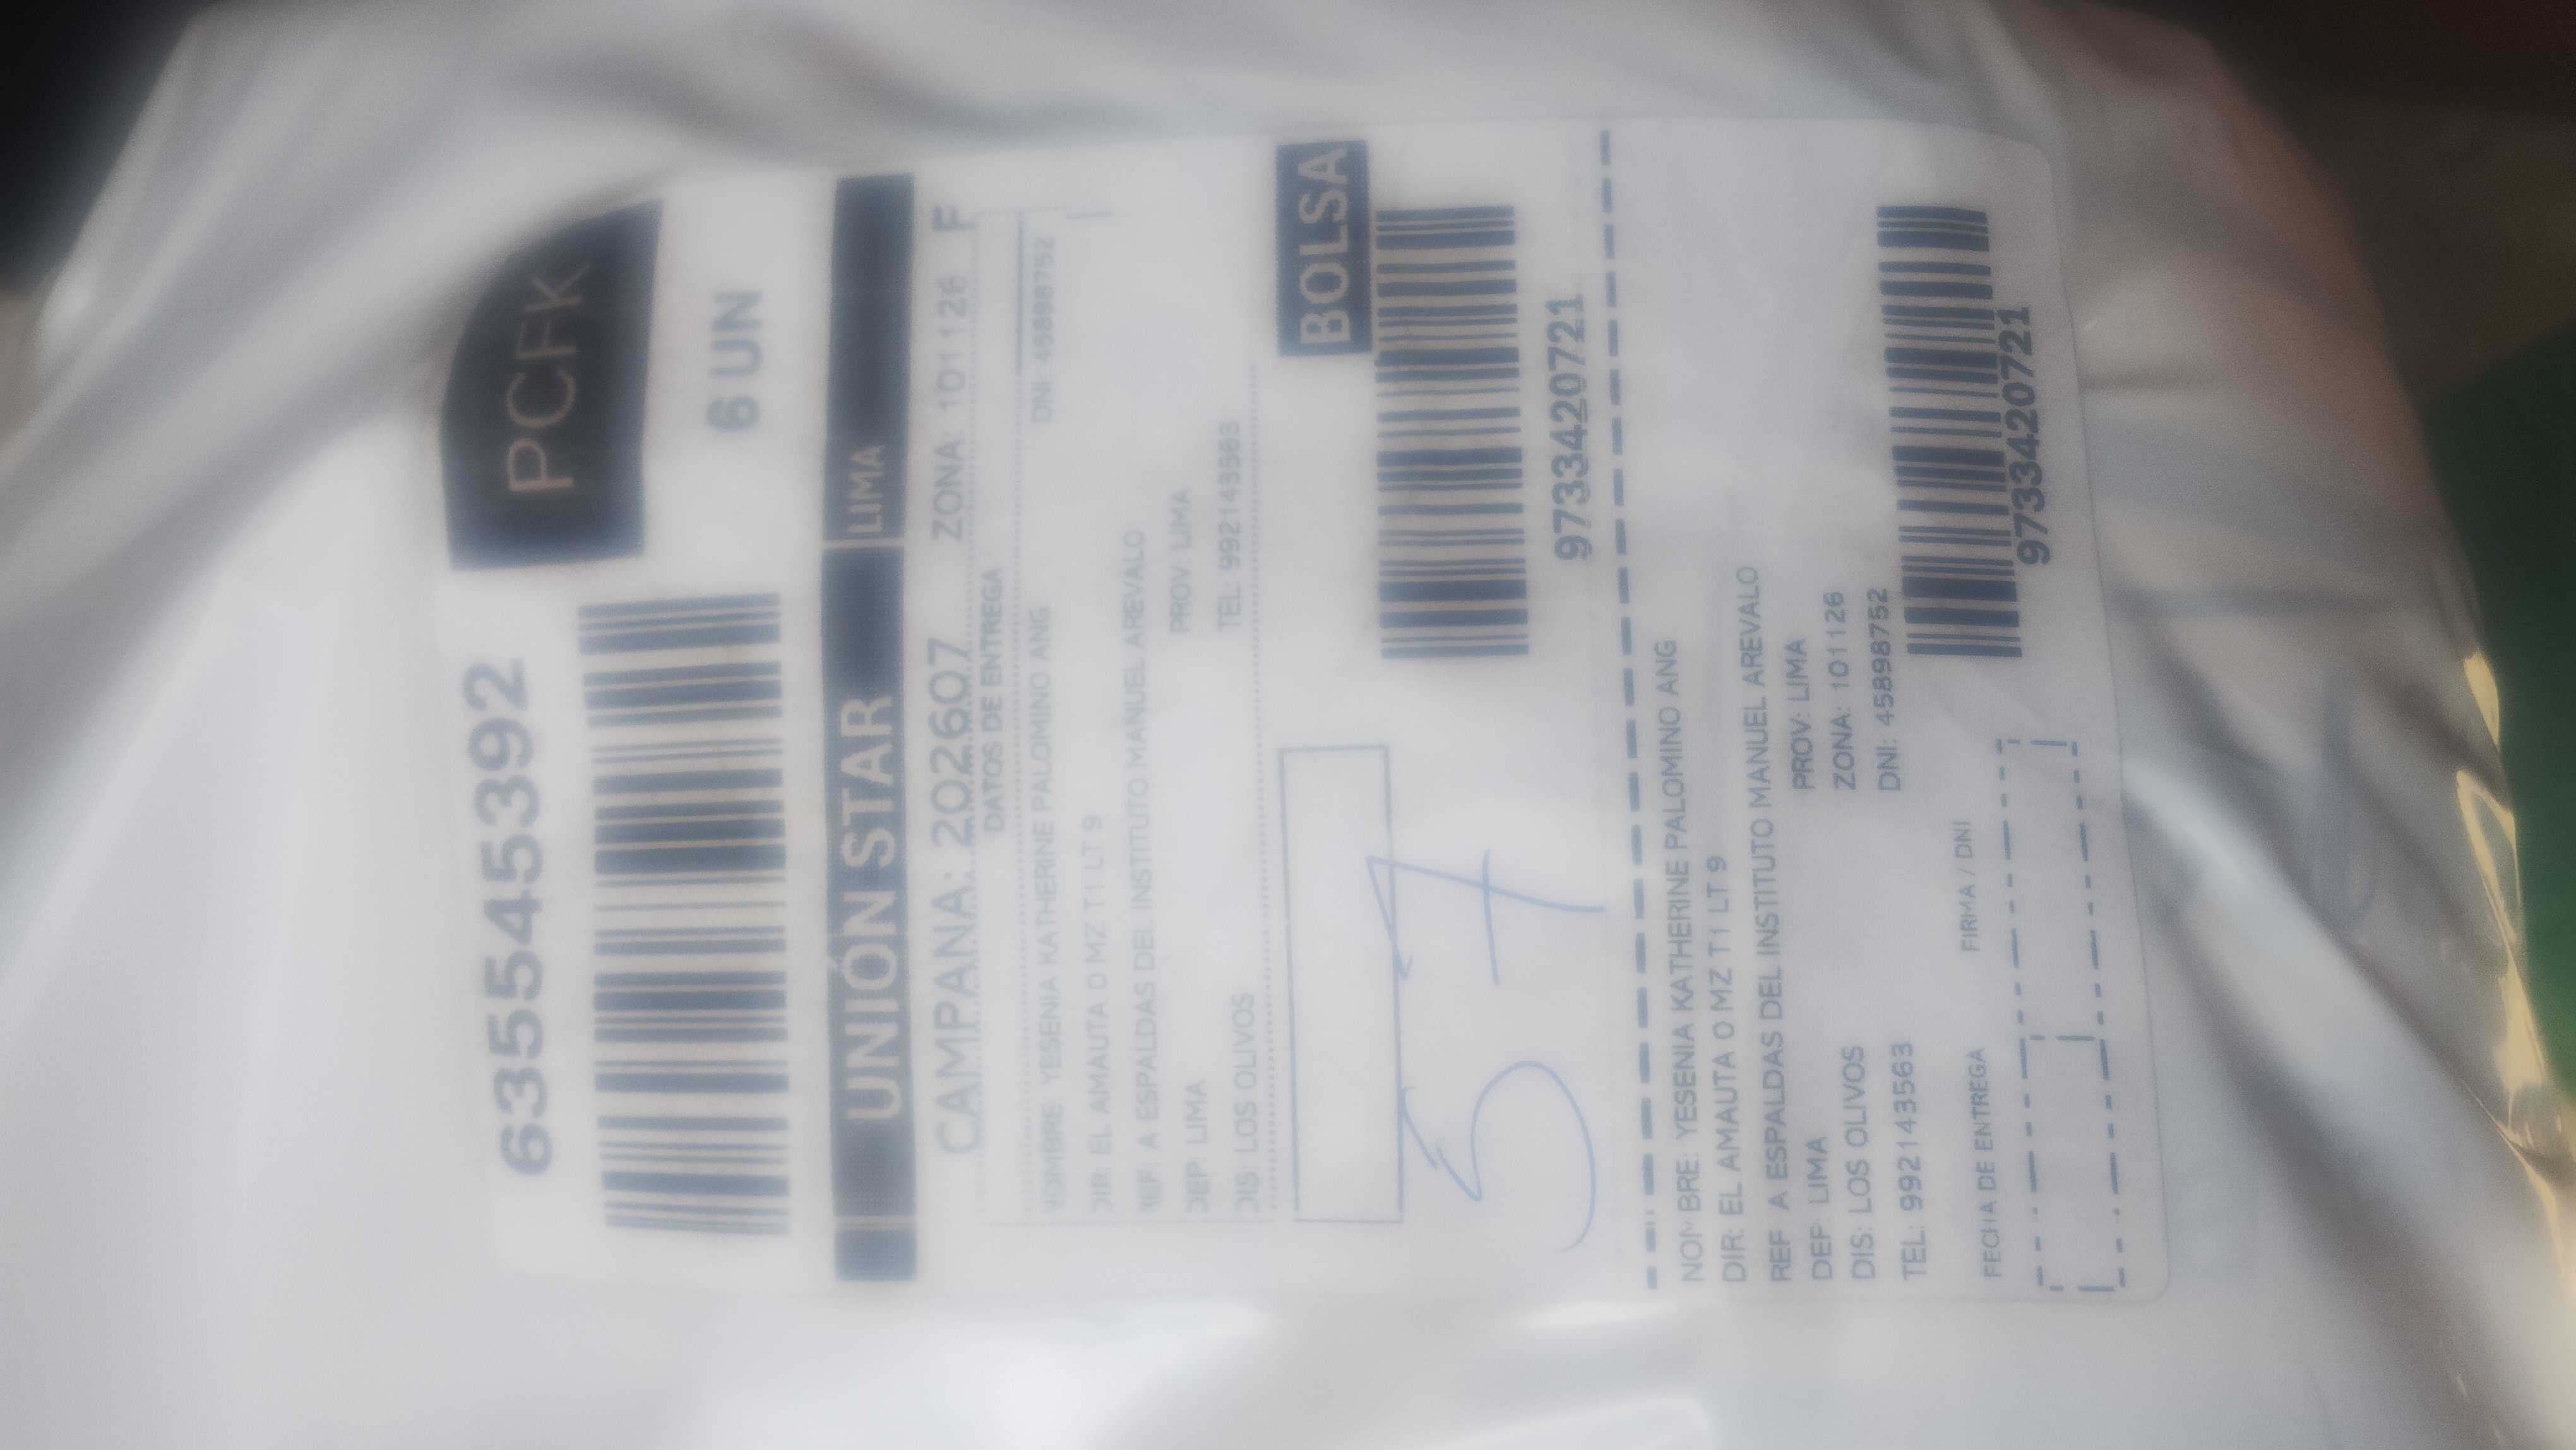 6355445392
PCFK
6 UN
UNIÓN STAR LIMA
CAMPANA: 202607 ZONA 101126 F
DATOS DE ENTREGA
NOMBRE: YESENIA KATHERINE PALOMINO ANG DNI: 45898752
DIR: EL AMAUTA 0 MZ T1 LT 9
REF: A ESPALDAS DEL INSTITUTO MANUEL AREVALO
DEP: LIMA PROV: LIMA
DIS: LOS OLIVOS TEL: 992143563
BOLSA
97334420721
57
NOMBRE: YESENIA KATHERINE PALOMINO ANG
DIR: EL AMAUTA 0 MZ T1 LT 9
REF A ESPALDAS DEL INSTITUTO MANUEL AREVALO
DEP: LIMA PROV: LIMA
DIS: LOS OLIVOS ZONA: 101126
TEL: 992143563 DNI: 45898752
97334420721
FECHA DE ENTREGA FIRMA / DNI